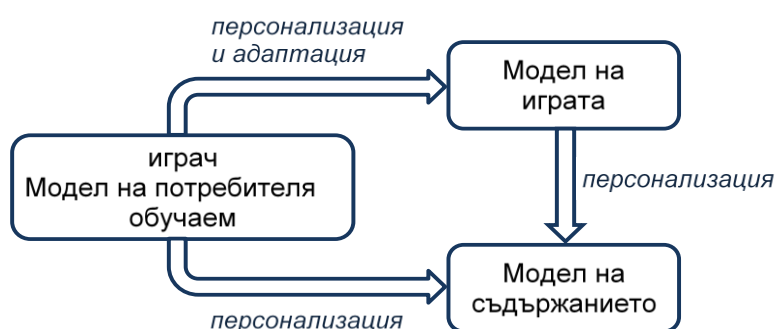 персонализация
и адаптация
Модел на
играта
играч
Модел на потребителя
обучаем
персонализация
Модел на
съдържанието
персонализация